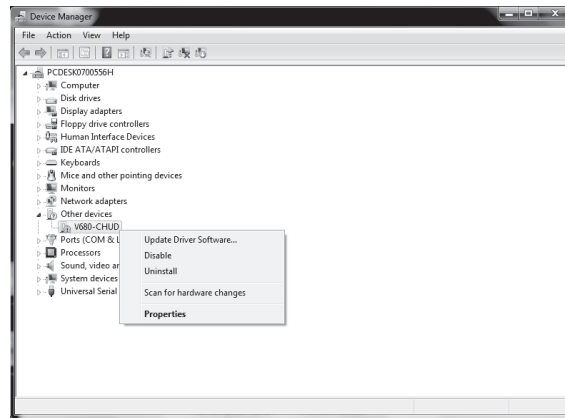 Device Manager
File Action View Help
PCDESK0700556H
Computer
Disk drives
Display adapters
Floppy drive controllers
Human Interface Devices
IDE ATA/ATAPI controllers
Keyboards
Mice and other pointing devices
Monitors
Network adapters
Other devices
V680-CHUD
Ports (COM & L
Processors
Sound, video ar
System devices
Universal Serial
Update Driver Software...
Disable
Uninstall
Scan for hardware changes
Properties